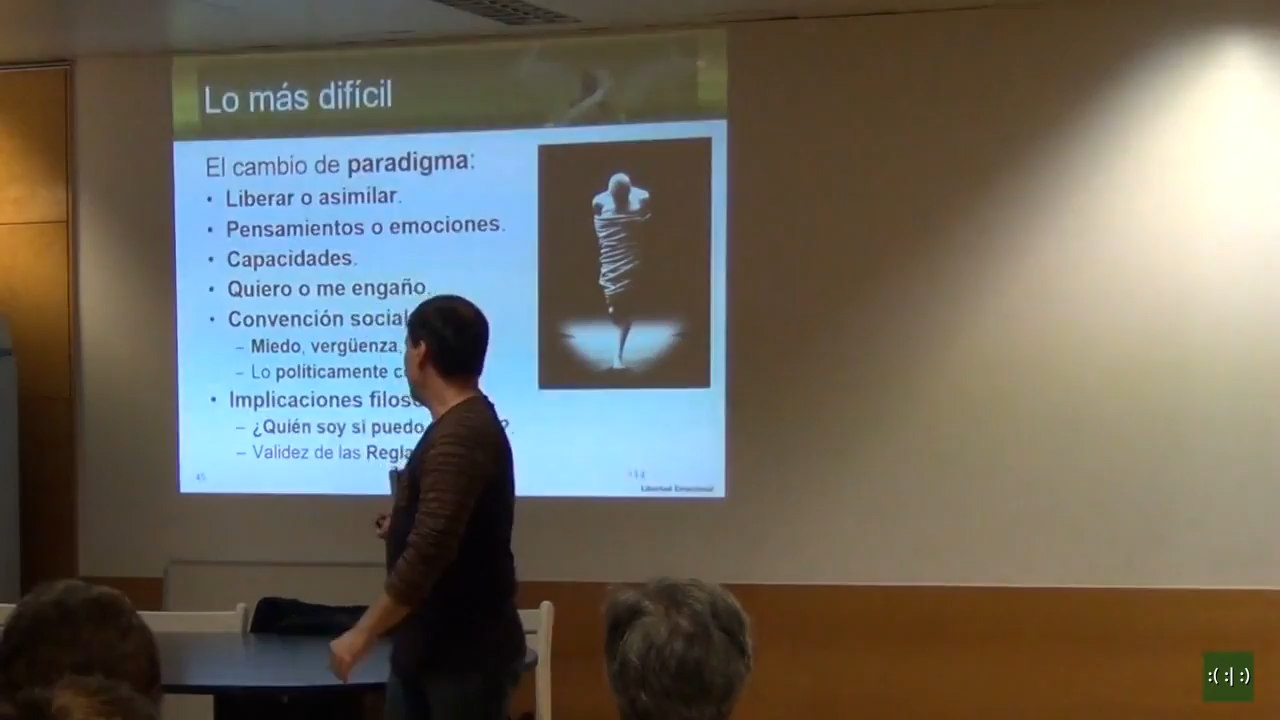 Lo más difícil
El cambio de paradigma:
• Liberar o asimilar.
• Pensamientos o emociones.
• Capacidades.
• Quiero o me engaño.
• Convención social
– Miedo, vergüenza,
– Lo políticamente
• Implicaciones
– ¿Quién soy si puedo ?.
– Validez de las
45
Libertad Emocional
:( :| :)